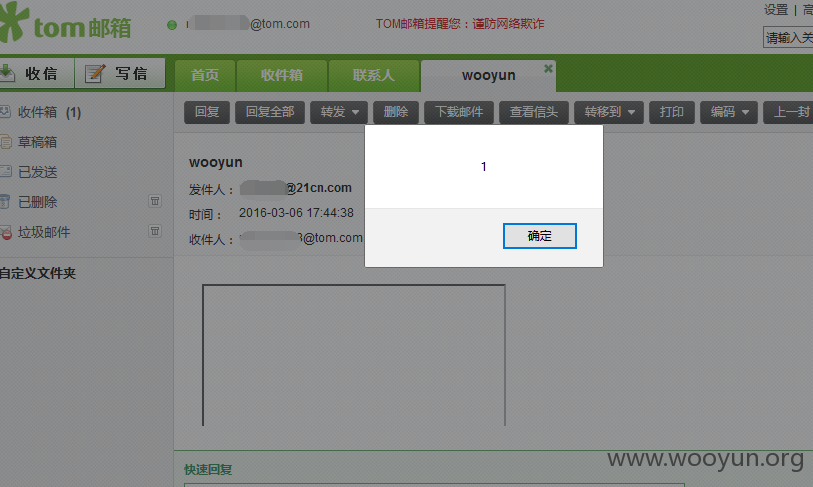 设置 | 高
tom邮箱
@tom.com
TOM邮箱提醒您：谨防网络欺诈
请输入关
收信
写信
首页
收件箱
联系人
wooyun
回复
回复全部
转发
删除
下载邮件
查看信头
转移到
打印
编码
上一封
收件箱 (1)
草稿箱
已发送
已删除
垃圾邮件
自定义文件夹
wooyun
发件人：@21cn.com
时间：2016-03-06 17:44:38
收件人：3@tom.com
1
确定
快速回复
www.wooyun.org